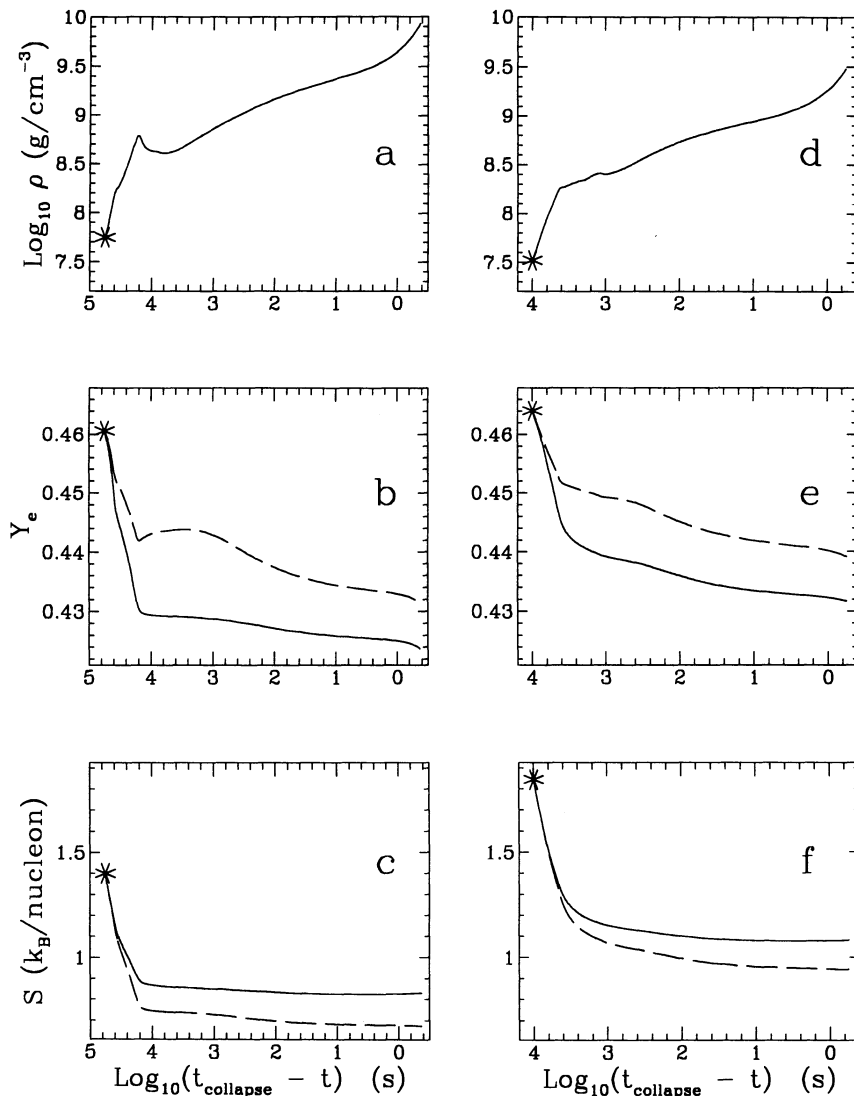 Log₁₀ ρ (g/cm⁻³)
10
9.5
9
8.5
8
7.5
5 4 3 2 1 0
a
10
9.5
9
8.5
8
7.5
4 3 2 1 0
d
Yₑ
0.46
0.45
0.44
0.43
5 4 3 2 1 0
b
0.46
0.45
0.44
0.43
4 3 2 1 0
e
S (k_B/nucleon)
1.5
1
5 4 3 2 1 0
c
Log₁₀(t_collapse − t) (s)
1.5
1
4 3 2 1 0
f
Log₁₀(t_collapse − t) (s)